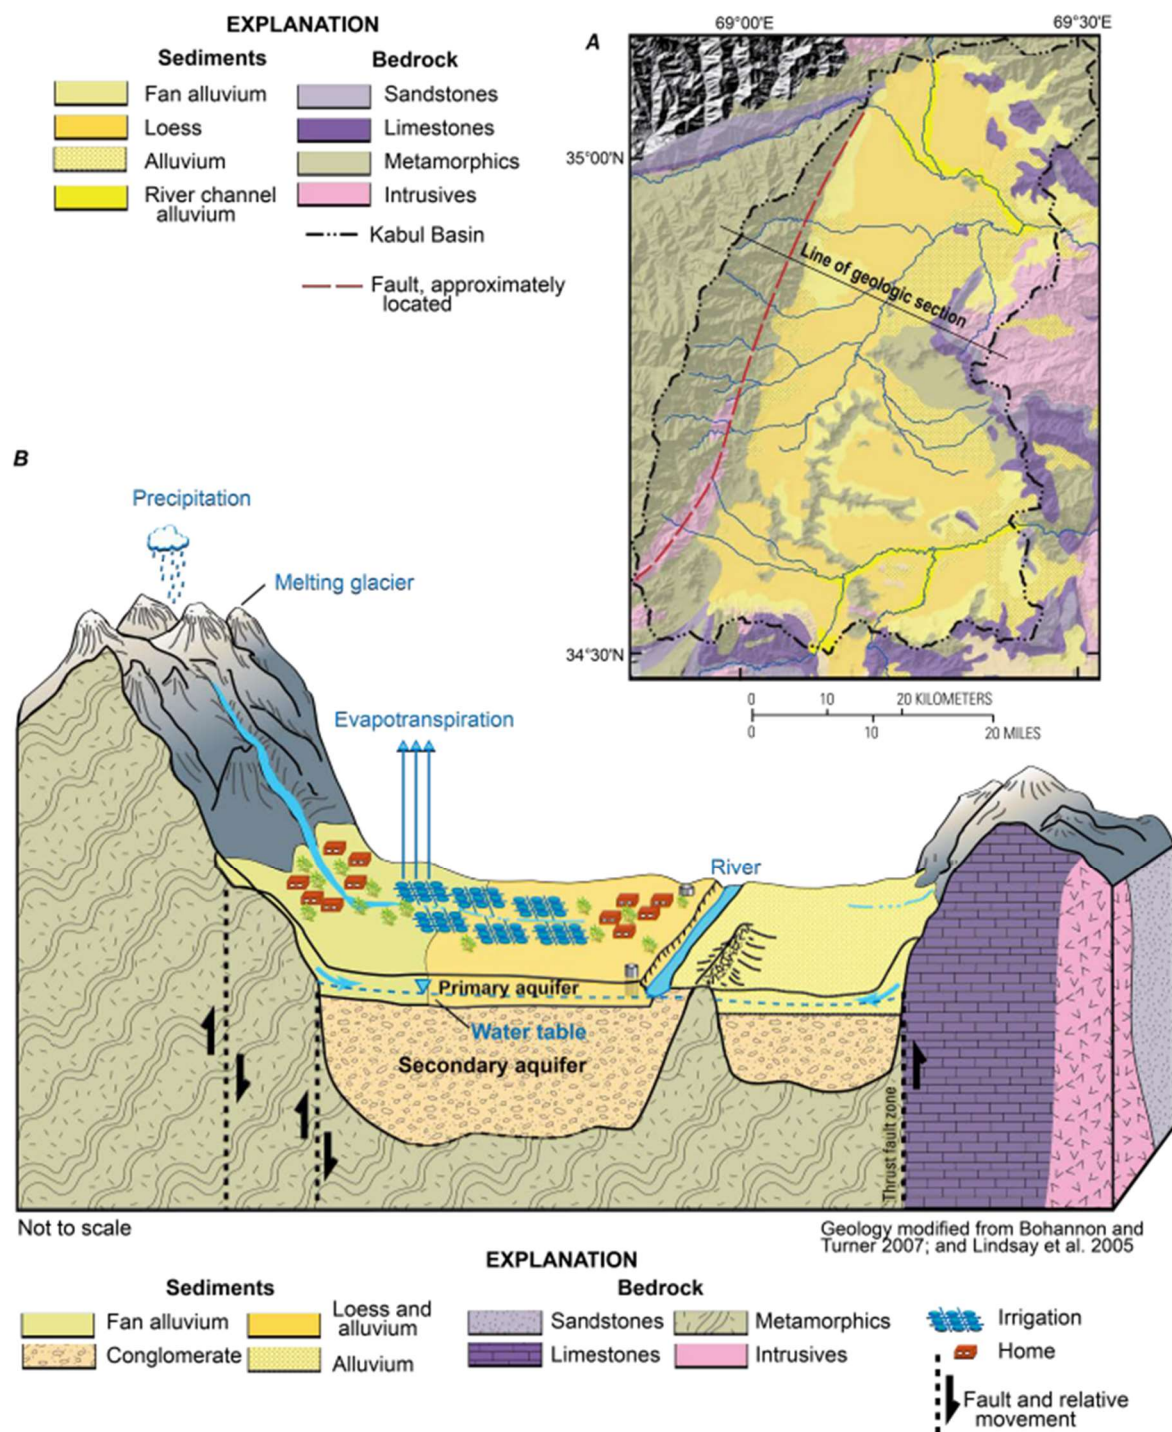 EXPLANATION
Sediments
Fan alluvium
Loess
Alluvium
River channel
alluvium
Bedrock
Sandstones
Limestones
Metamorphics
Intrusives
Kabul Basin
Fault, approximately
located
A
69°00'E
69°30'E
35°00'N
34°30'N
Line of geologic section
0 10 20 KILOMETERS
0 10 20 MILES
B
Precipitation
Melting glacier
Evapotranspiration
River
Primary aquifer
Water table
Secondary aquifer
Thrust fault zone
Not to scale
Geology modified from Bohannon and
Turner 2007; and Lindsay et al. 2005
EXPLANATION
Sediments
Fan alluvium
Conglomerate
Loess and
alluvium
Alluvium
Bedrock
Sandstones
Limestones
Metamorphics
Intrusives
Irrigation
Home
Fault and relative
movement